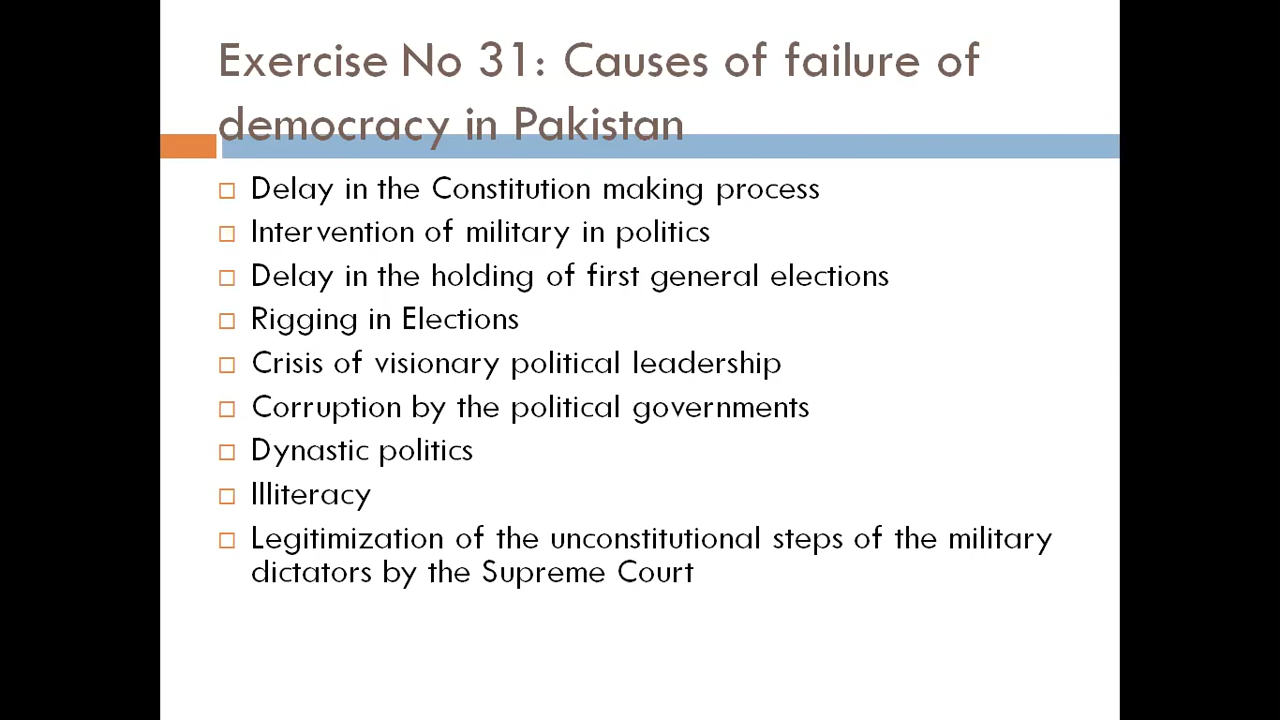 Exercise No 31: Causes of failure of
democracy in Pakistan
Delay in the Constitution making process
Intervention of military in politics
Delay in the holding of first general elections
Rigging in Elections
Crisis of visionary political leadership
Corruption by the political governments
Dynastic politics
Illiteracy
Legitimization of the unconstitutional steps of the military
dictators by the Supreme Court